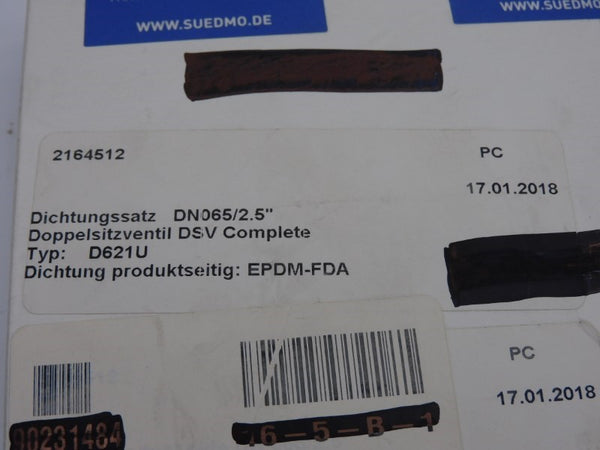 WWW.SUEDMO.DE
WWW.SUEDMO.DE
2164512
PC
17.01.2018
Dichtungssatz DN065/2.5"
Doppelsitzventil DSV Complete
Typ: D621U
Dichtung produktseitig: EPDM-FDA
PC
17.01.2018
00231484
16-5-B-1